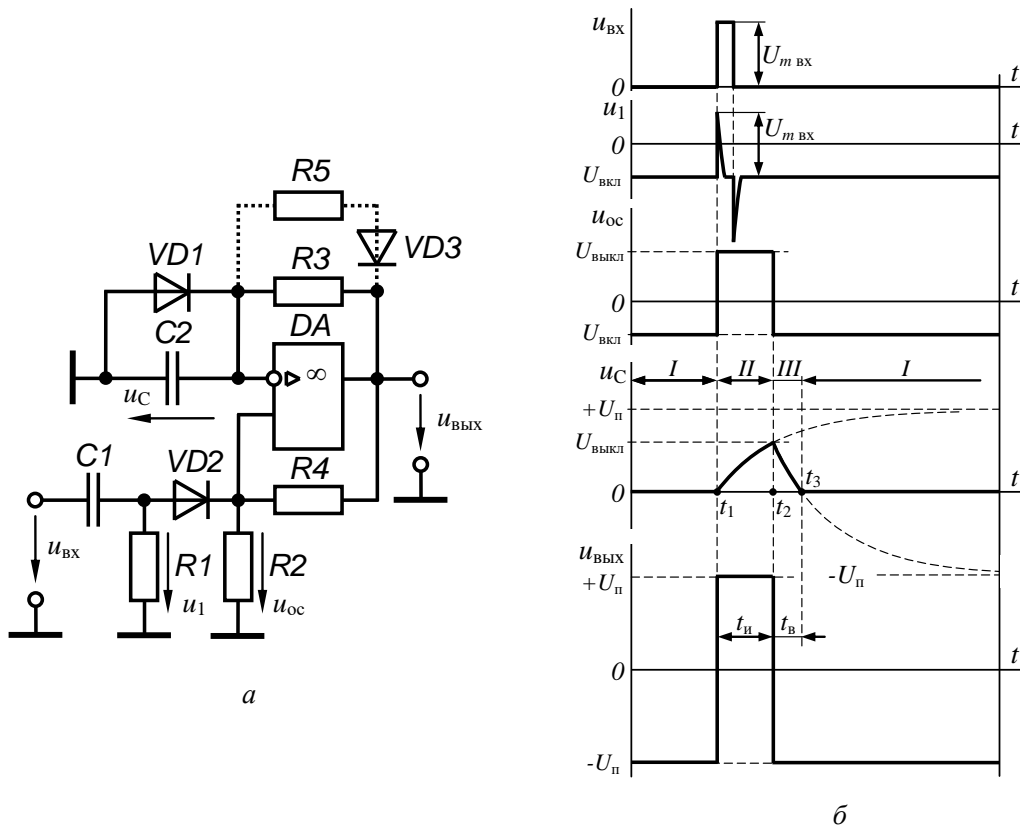 R5
VD3
VD1
R3
C2
DA
∞
u_C
u_вых
C1
VD2
R4
u_вх
R1
u_1
R2
u_ос
а
u_вх
U_m вх
0
t
u_1
U_m вх
0
t
U_вкл
u_ос
U_выкл
0
t
U_вкл
u_C
I
II
III
I
+U_п
U_выкл
t_3
0
t
t_1
t_2
u_вых
+U_п
-U_п
t_и
t_в
0
t
-U_п
б